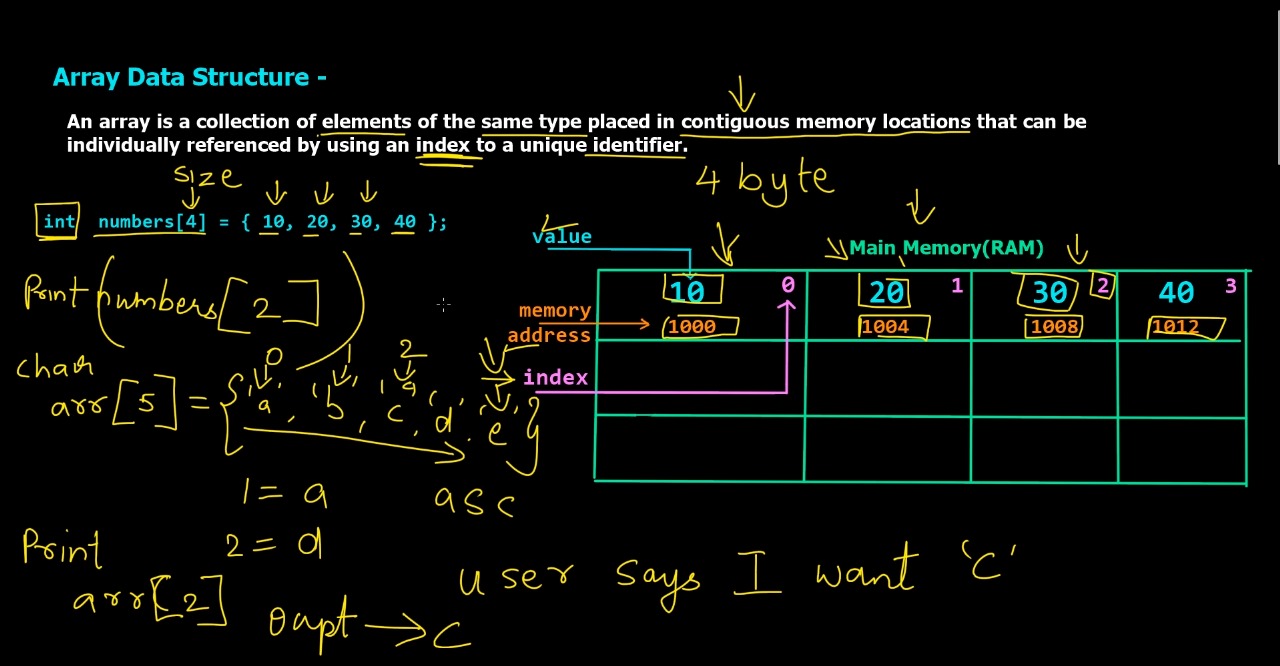 Array Data Structure -
An array is a collection of elements of the same type placed in contiguous memory locations that can be
individually referenced by using an index to a unique identifier.
size
4 byte
int numbers[4] = { 10, 20, 30, 40 };
value
Main Memory(RAM)
10 0 20 1 30 2 40 3
1000 1004 1008 1012
memory
address
index
Print (numbers[2])
0 1 2
char
arr[5] = {'a', 'b', 'c', 'd', 'e'}
1 = a
asc
2 = d
Print
arr[2]
user says I want 'c'
→ c